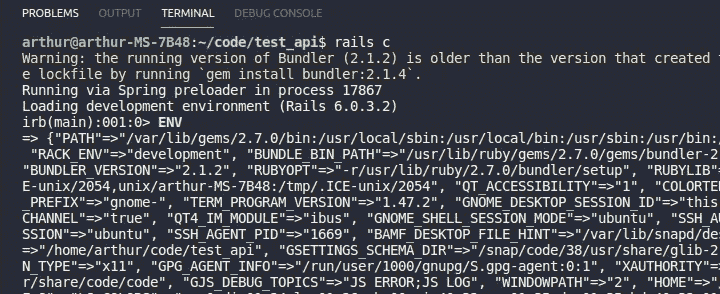 PROBLEMS OUTPUT TERMINAL DEBUG CONSOLE
arthur@arthur-MS-7B48:~/code/test_api$ rails c
Warning: the running version of Bundler (2.1.2) is older than the version that created t
e lockfile by running `gem install bundler:2.1.4`.
Running via Spring preloader in process 17867
Loading development environment (Rails 6.0.3.2)
irb(main):001:0> ENV
=> {"PATH"=>"/var/lib/gems/2.7.0/bin:/usr/local/sbin:/usr/local/bin:/usr/sbin:/usr/bin:/
"RACK_ENV"=>"development", "BUNDLE_BIN_PATH"=>"/usr/lib/ruby/gems/2.7.0/gems/bundler-2
"BUNDLER_VERSION"=>"2.1.2", "RUBYOPT"=>"-r/usr/lib/ruby/2.7.0/bundler/setup", "RUBYLIB"=
E-unix/2054,unix/arthur-MS-7B48:/tmp/.ICE-unix/2054", "QT_ACCESSIBILITY"=>"1", "COLORTE
_PREFIX"=>"gnome-", "TERM_PROGRAM_VERSION"=>"1.47.2", "GNOME_DESKTOP_SESSION_ID"=>"this
CHANNEL"=>"true", "QT4_IM_MODULE"=>"ibus", "GNOME_SHELL_SESSION_MODE"=>"ubuntu", "SSH_AU
SSION"=>"ubuntu", "SSH_AGENT_PID"=>"1669", "BAMF_DESKTOP_FILE_HINT"=>"/var/lib/snapd/des
=>"/home/arthur/code/test_api", "GSETTINGS_SCHEMA_DIR"=>"/snap/code/38/usr/share/glib-2
N_TYPE"=>"x11", "GPG_AGENT_INFO"=>"/run/user/1000/gnupg/S.gpg-agent:0:1", "XAUTHORITY"=
r/share/code/code", "GJS_DEBUG_TOPICS"=>"JS ERROR;JS LOG", "WINDOWPATH"=>"2", "HOME"=>"